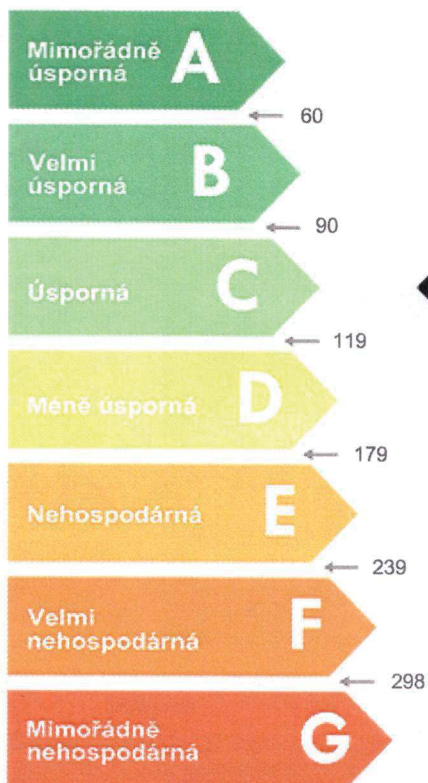 Mimořádně
úsporná
A
60
Velmi
úsporná
B
90
Úsporná
C
119
Méně úsporná
D
179
Nehospodárná
E
239
Velmi
nehospodárná
F
298
Mimořádně
nehospodárná
G